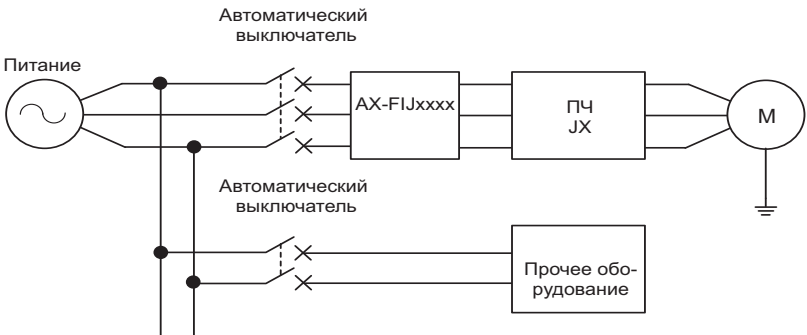 Автоматический
выключатель
Питание
AX-FIJxxxx
ПЧ
JX
M
Автоматический
выключатель
Прочее обо-
рудование